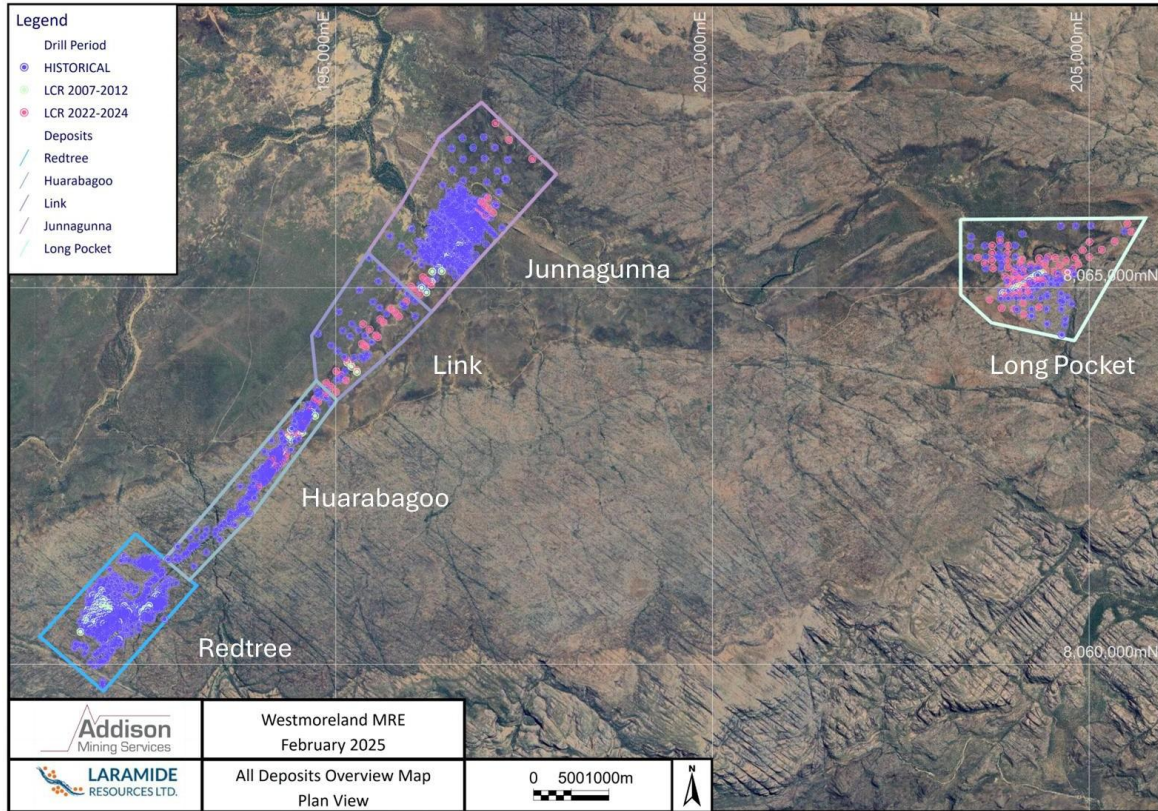 Legend
Drill Period
HISTORICAL
LCR 2007-2012
LCR 2022-2024
Deposits
Redtree
Huarabagoo
Link
Junnagunna
Long Pocket
195,000mE
200,000mE
205,000mE
Junnagunna
8,065,000mN
Link
Long Pocket
Huarabagoo
Redtree
8,060,000mN
Addison
Mining Services
Westmoreland MRE
February 2025
LARAMIDE
RESOURCES LTD.
All Deposits Overview Map
Plan View
0 5001000m
N